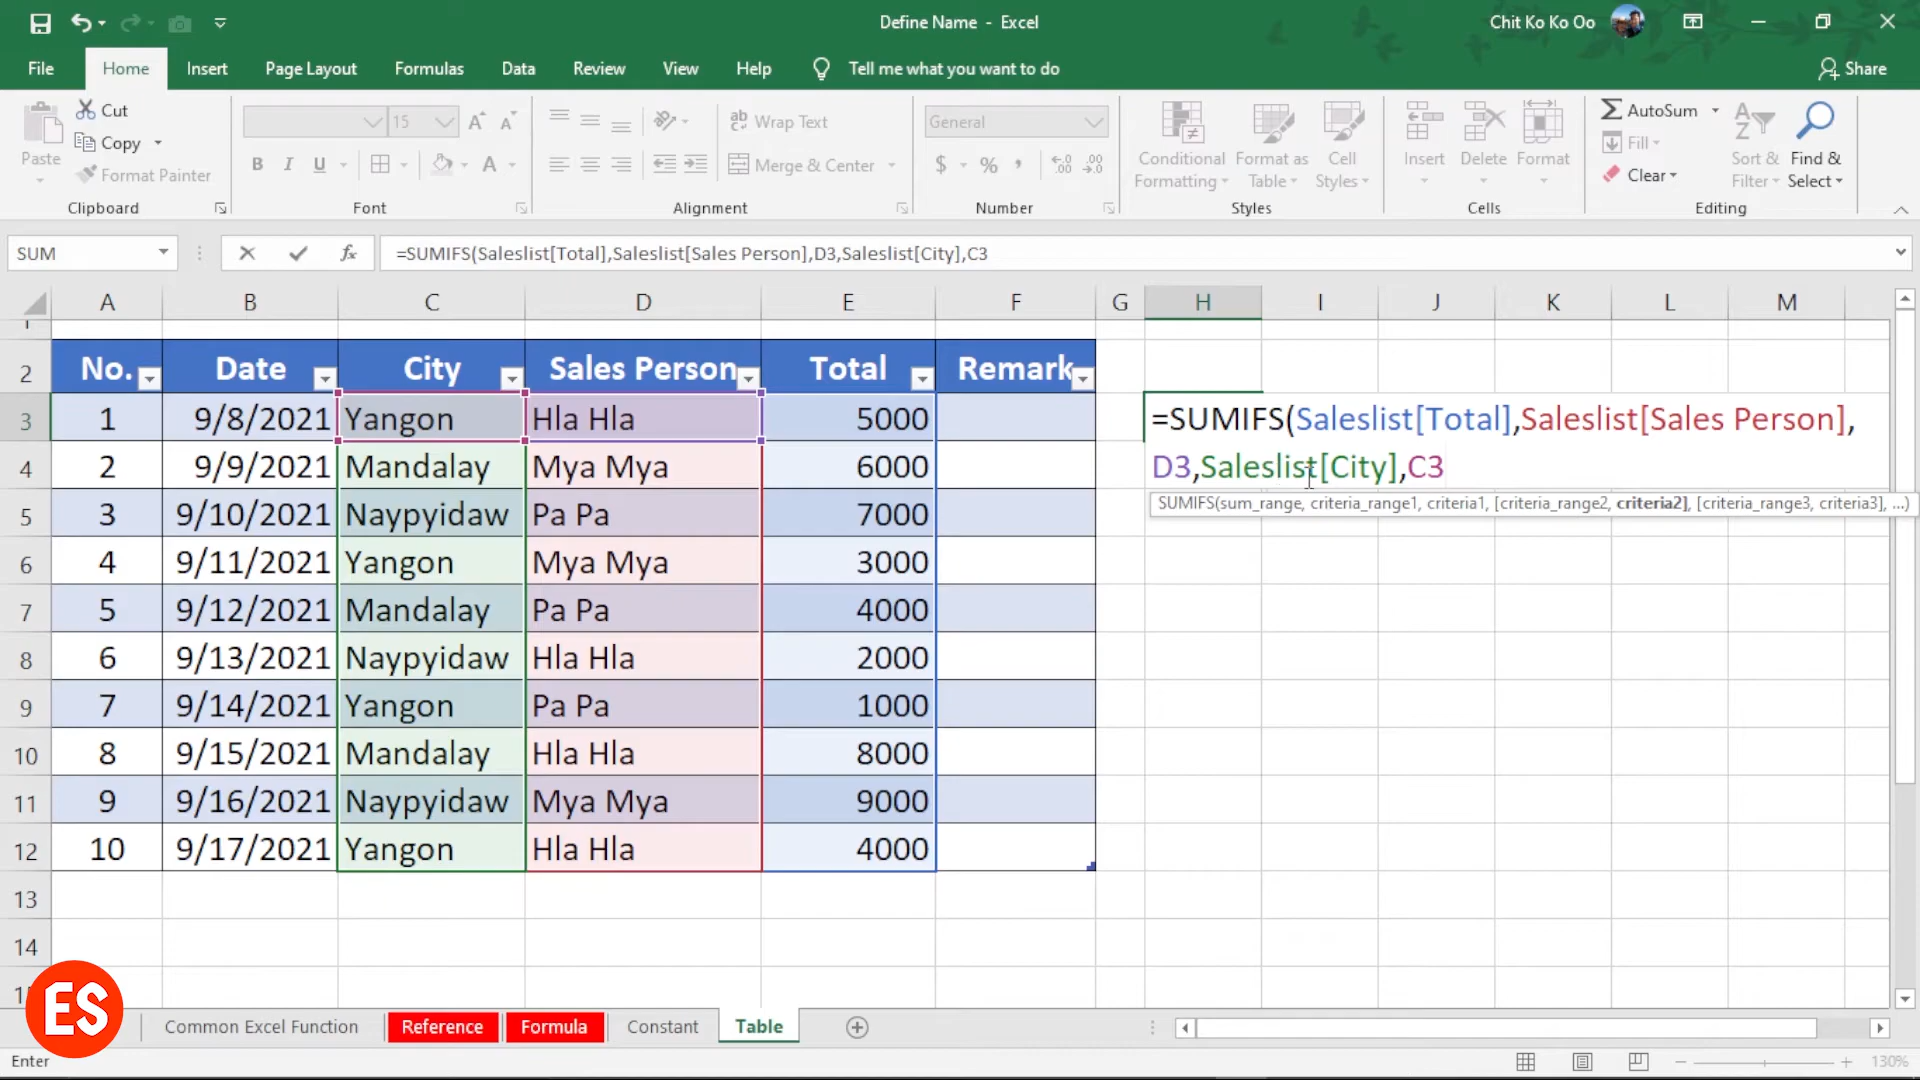 Define Name - Excel
Chit Ko Ko Oo
File Home Insert Page Layout Formulas Data Review View Help Tell me what you want to do Share
Paste
Cut
Copy
Format Painter
Clipboard
15
B I U
A
Font
ab Wrap Text
Merge & Center
Alignment
General
$ % ,
Number
Conditional Formatting
Format as Table
Cell Styles
Styles
Insert
Delete
Format
Cells
AutoSum
Fill
Clear
Sort & Filter
Find & Select
Editing
SUM fx =SUMIFS(Saleslist[Total],Saleslist[Sales Person],D3,Saleslist[City],C3
A B C D E F G H I J K L M
2 No. Date City Sales Person Total Remark
3 1 9/8/2021 Yangon Hla Hla 5000 =SUMIFS(Saleslist[Total],Saleslist[Sales Person],
4 2 9/9/2021 Mandalay Mya Mya 6000 D3,Saleslist[City],C3
SUMIFS(sum_range, criteria_range1, criteria1, [criteria_range2, criteria2], [criteria_range3, criteria3], ...)
5 3 9/10/2021 Naypyidaw Pa Pa 7000
6 4 9/11/2021 Yangon Mya Mya 3000
7 5 9/12/2021 Mandalay Pa Pa 4000
8 6 9/13/2021 Naypyidaw Hla Hla 2000
9 7 9/14/2021 Yangon Pa Pa 1000
10 8 9/15/2021 Mandalay Hla Hla 8000
11 9 9/16/2021 Naypyidaw Mya Mya 9000
12 10 9/17/2021 Yangon Hla Hla 4000
13
14
ES
Common Excel Function Reference Formula Constant Table
Enter
130%